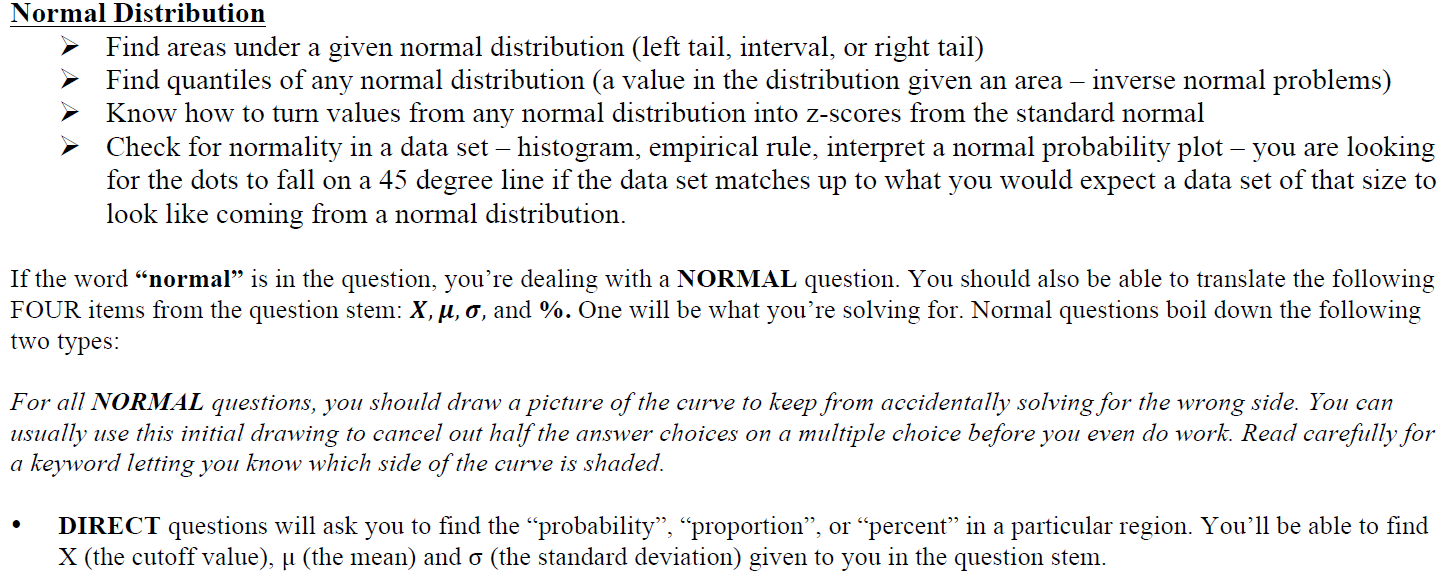 Normal Distribution
➢ Find areas under a given normal distribution (left tail, interval, or right tail)
➢ Find quantiles of any normal distribution (a value in the distribution given an area – inverse normal problems)
➢ Know how to turn values from any normal distribution into z-scores from the standard normal
➢ Check for normality in a data set – histogram, empirical rule, interpret a normal probability plot – you are looking
for the dots to fall on a 45 degree line if the data set matches up to what you would expect a data set of that size to
look like coming from a normal distribution.
If the word “normal” is in the question, you’re dealing with a NORMAL question. You should also be able to translate the following
FOUR items from the question stem: X, μ, σ, and %. One will be what you’re solving for. Normal questions boil down the following
two types:
For all NORMAL questions, you should draw a picture of the curve to keep from accidentally solving for the wrong side. You can
usually use this initial drawing to cancel out half the answer choices on a multiple choice before you even do work. Read carefully for
a keyword letting you know which side of the curve is shaded.
• DIRECT questions will ask you to find the “probability”, “proportion”, or “percent” in a particular region. You’ll be able to find
X (the cutoff value), μ (the mean) and σ (the standard deviation) given to you in the question stem.